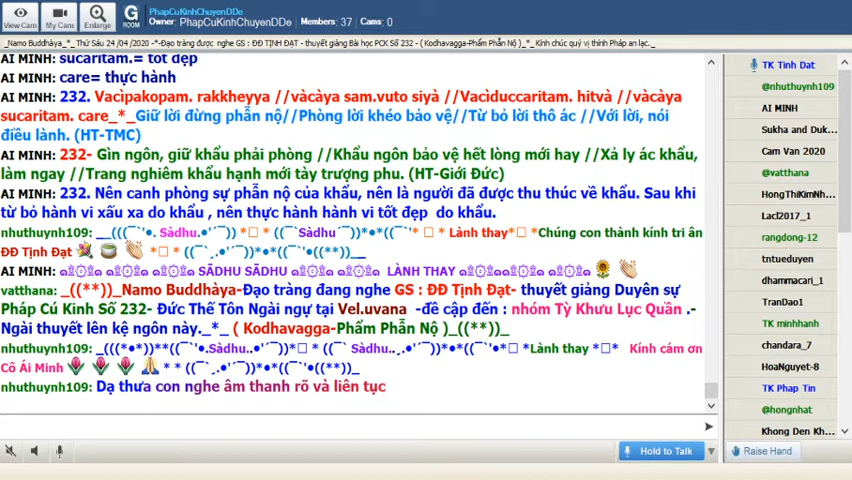 PhapCuKinhChuyenDDe
Owner: PhapCuKinhChuyenDDe Members: 37 Cams: 0
View Cam My Cam Enlarge G ROOM
_Namo Buddhàya_*_ Thứ Sáu 24 /04 /2020 -*-Đạo tràng được nghe GS : ĐĐ TỊNH ĐẠT - thuyết giảng Bài học PCK Số 232 - ( Kodhavagga-Phẩm Phẫn Nộ )_*_ Kính chúc quý vị thính Pháp an lạc._
AI MINH: sucaritam.= tốt đẹp
care= thực hành
AI MINH: 232. Vacìpakopam. rakkheyya //vàcàya sam.vuto siyà //Vacìduccaritam. hitvà //vàcàya
sucaritam. care_*_Giữ lời đừng phẫn nộ//Phòng lời khéo bảo vệ//Từ bỏ lời thô ác //Với lời, nói
điều lành. (HT-TMC)
AI MINH: 232- Gìn ngôn, giữ khẩu phải phòng //Khẩu ngôn bảo vệ hết lòng mới hay //Xả ly ác khẩu,
làm ngay //Trang nghiêm khẩu hạnh mới tày trượng phu. (HT-Giới Đức)
AI MINH: 232. Nên canh phòng sự phẫn nộ của khẩu, nên là người đã được thu thúc về khẩu. Sau khi
từ bỏ hành vi xấu xa do khẩu , nên thực hành hành vi tốt đẹp do khẩu.
nhuthuynh109: _(((¯`'•. Sàdhu.•'´¯)) *□ * ((¯`Sàdhu´¯)*•*((¯`'* □ * Lành thay*□*Chúng con thành kính tri ân
ĐĐ Tịnh Đạt *□ * ((¯`.•'´¯)*•*((¯`'•((**))_
AI MINH: SÃDHU SÃDHU LÀNH THAY
vatthana: _((**))_Namo Buddhàya-Đạo tràng đang nghe GS : ĐĐ Tịnh Đạt- thuyết giảng Duyên sự
Pháp Cú Kinh Số 232- Đức Thế Tôn Ngài ngự tại Vel.uvana -đề cập đến : nhóm Tỳ Khưu Lục Quần .-
Ngài thuyết lên kệ ngôn này._*_ ( Kodhavagga-Phẩm Phẫn Nộ )_((**))_
nhuthuynh109: _(((*•*))**((¯`'•.Sàdhu..•'´¯))*□ * ((¯` Sàdhu..•'´¯)*•*((¯`'•* □ *Lành thay *□* Kính cám ơn
Cô Ái Minh * * ((¯`.•'´¯)*•*((¯`'•((**))_
nhuthuynh109: Dạ thưa con nghe âm thanh rõ và liên tục
Hold to Talk
TK Tinh Dat
@nhuthuynh109
AI MINH
Sukha and Duk...
Cam Van 2020
@vatthana
HongThiKimNh...
Lacl2017_1
rangdong-12
tntueduyen
dhammacari_1
TranDao1
TK minhhanh
chandara_7
HoaNguyet-8
TK Phap Tin
@hongnhat
Khong Den Kh...
Raise Hand